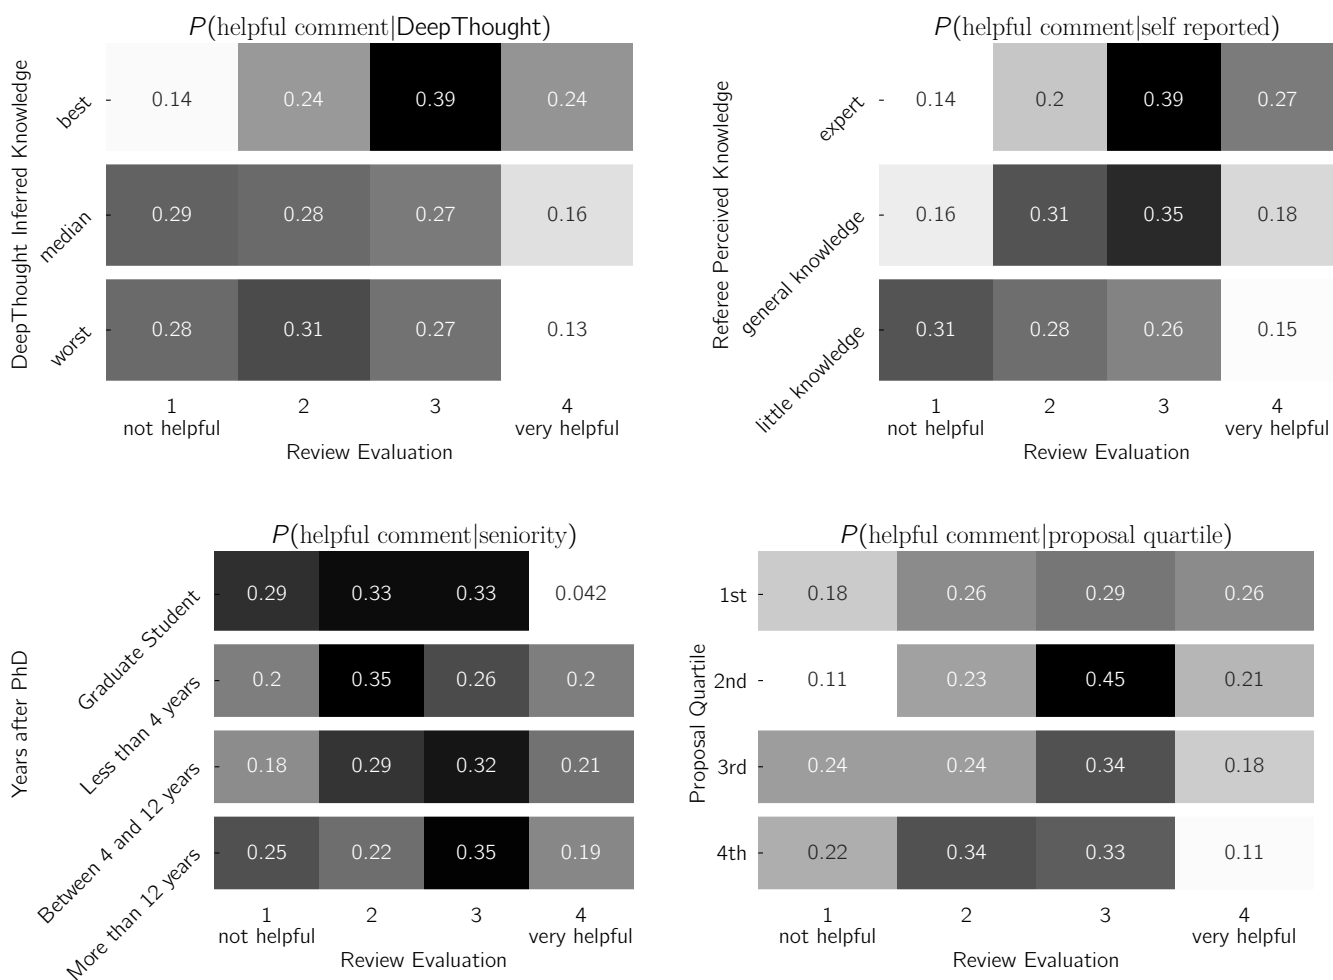 P(helpful comment|DeepThought)
DeepThought Inferred Knowledge
best
0.14 0.24 0.39 0.24
median
0.29 0.28 0.27 0.16
worst
0.28 0.31 0.27 0.13
1 2 3 4
not helpful very helpful
Review Evaluation
P(helpful comment|self reported)
Referee Perceived Knowledge
expert
0.14 0.2 0.39 0.27
general knowledge
0.16 0.31 0.35 0.18
little knowledge
0.31 0.28 0.26 0.15
1 2 3 4
not helpful very helpful
Review Evaluation
P(helpful comment|seniority)
Years after PhD
Graduate Student
0.29 0.33 0.33 0.042
Less than 4 years
0.2 0.35 0.26 0.2
Between 4 and 12 years
0.18 0.29 0.32 0.21
More than 12 years
0.25 0.22 0.35 0.19
1 2 3 4
not helpful very helpful
Review Evaluation
P(helpful comment|proposal quartile)
Proposal Quartile
1st 0.18 0.26 0.29 0.26
2nd 0.11 0.23 0.45 0.21
3rd 0.24 0.24 0.34 0.18
4th 0.22 0.34 0.33 0.11
1 2 3 4
not helpful very helpful
Review Evaluation